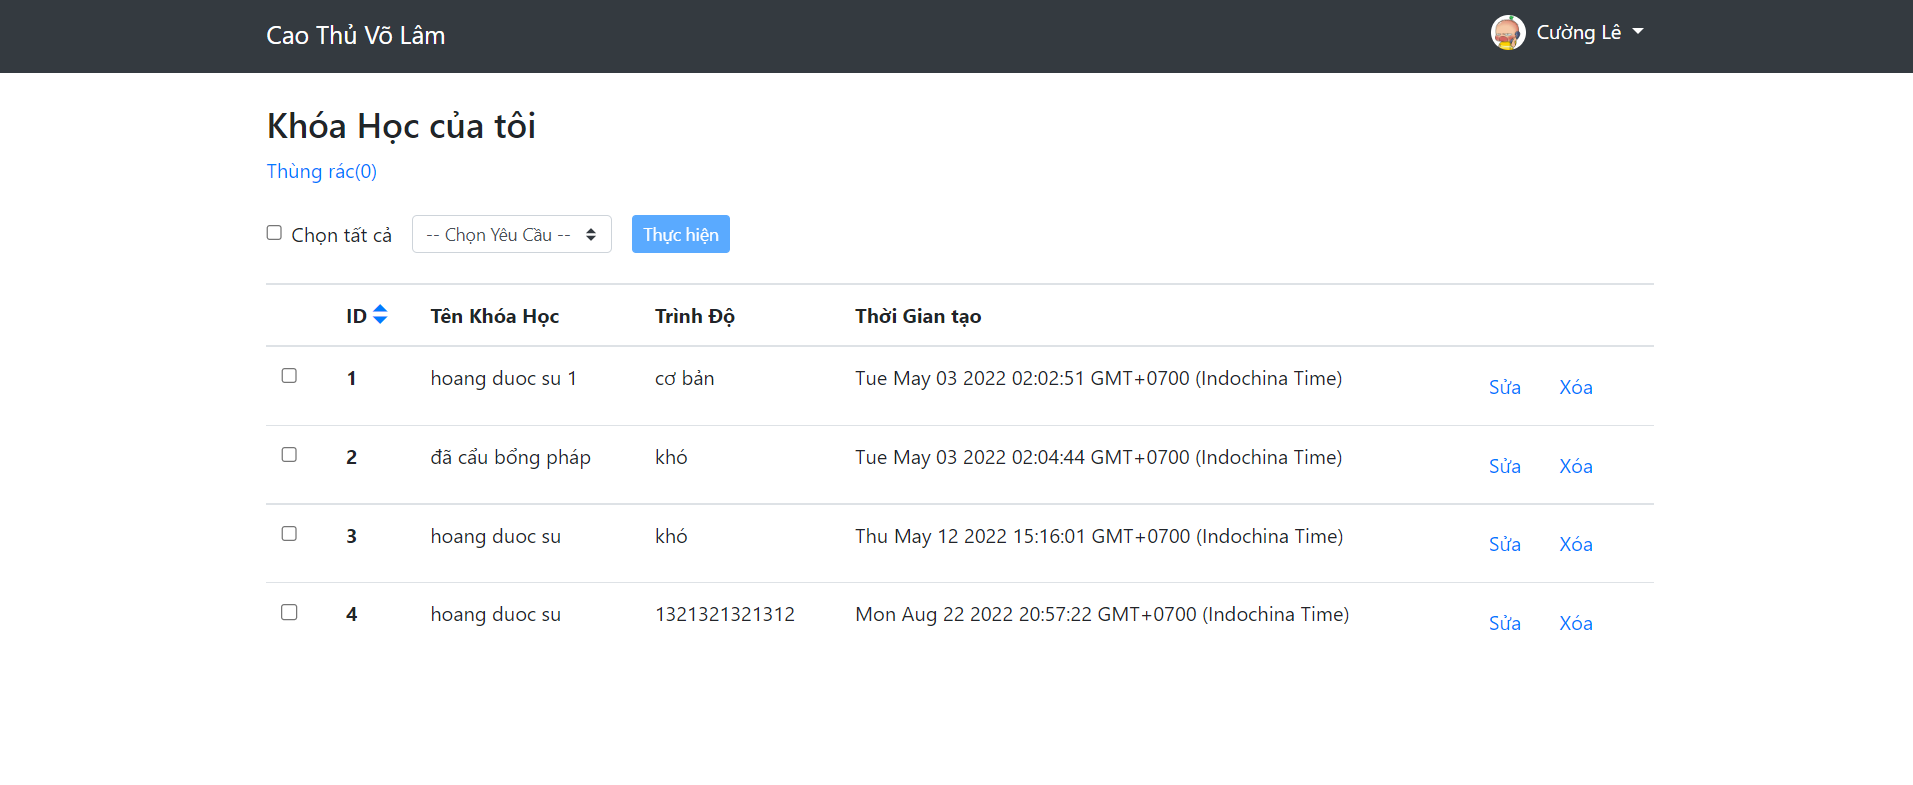 Cao Thủ Võ Lâm
Cường Lê
Khóa Học của tôi
Thùng rác(0)
Chọn tất cả -- Chọn Yêu Cầu -- Thực hiện
ID Tên Khóa Học Trình Độ Thời Gian tạo
1 hoang duoc su 1 cơ bản Tue May 03 2022 02:02:51 GMT+0700 (Indochina Time) Sửa Xóa
2 đã cẩu bổng pháp khó Tue May 03 2022 02:04:44 GMT+0700 (Indochina Time) Sửa Xóa
3 hoang duoc su khó Thu May 12 2022 15:16:01 GMT+0700 (Indochina Time) Sửa Xóa
4 hoang duoc su 1321321321312 Mon Aug 22 2022 20:57:22 GMT+0700 (Indochina Time) Sửa Xóa